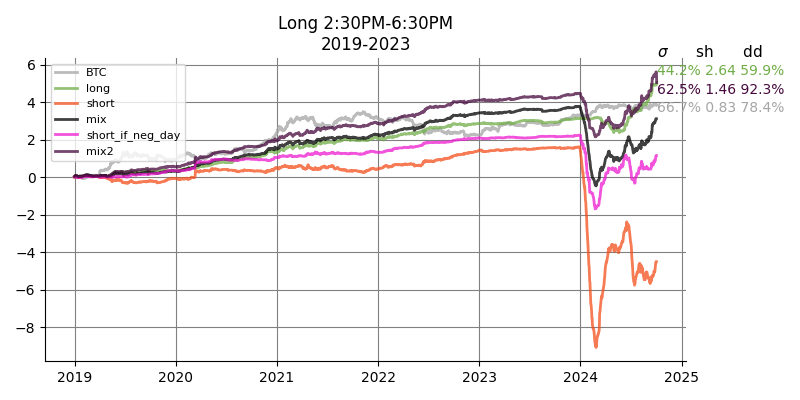 Long 2:30PM-6:30PM
2019-2023
σ sh dd
44.2% 2.64 59.9%
62.5% 1.46 92.3%
66.7% 0.83 78.4%
BTC
long
short
mix
short_if_neg_day
mix2
6
4
2
0
−2
−4
−6
−8
2019 2020 2021 2022 2023 2024 2025